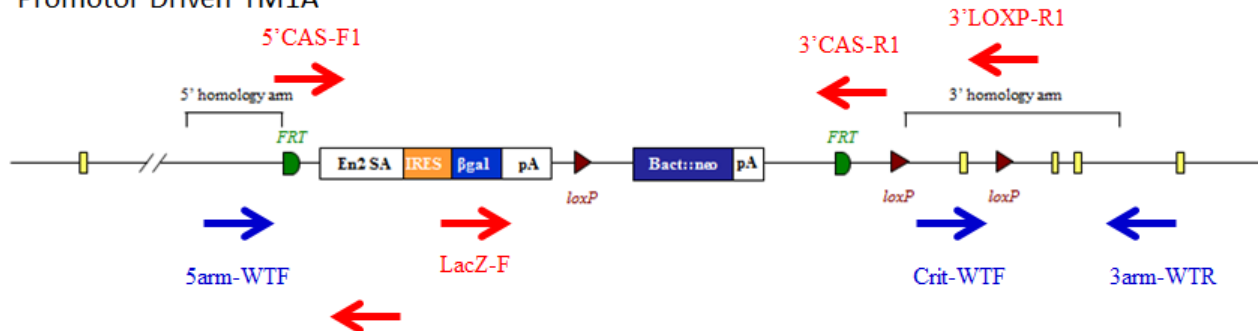 Promotor Driven TM1A
5'CAS-F1
3'LOXP-R1
3'CAS-R1
5' homology arm
3' homology arm
FRT
FRT
En2 SA IRES βgal pA
Bact::neo pA
loxP
loxP
loxP
5arm-WTF
LacZ-F
Crit-WTF
3arm-WTR